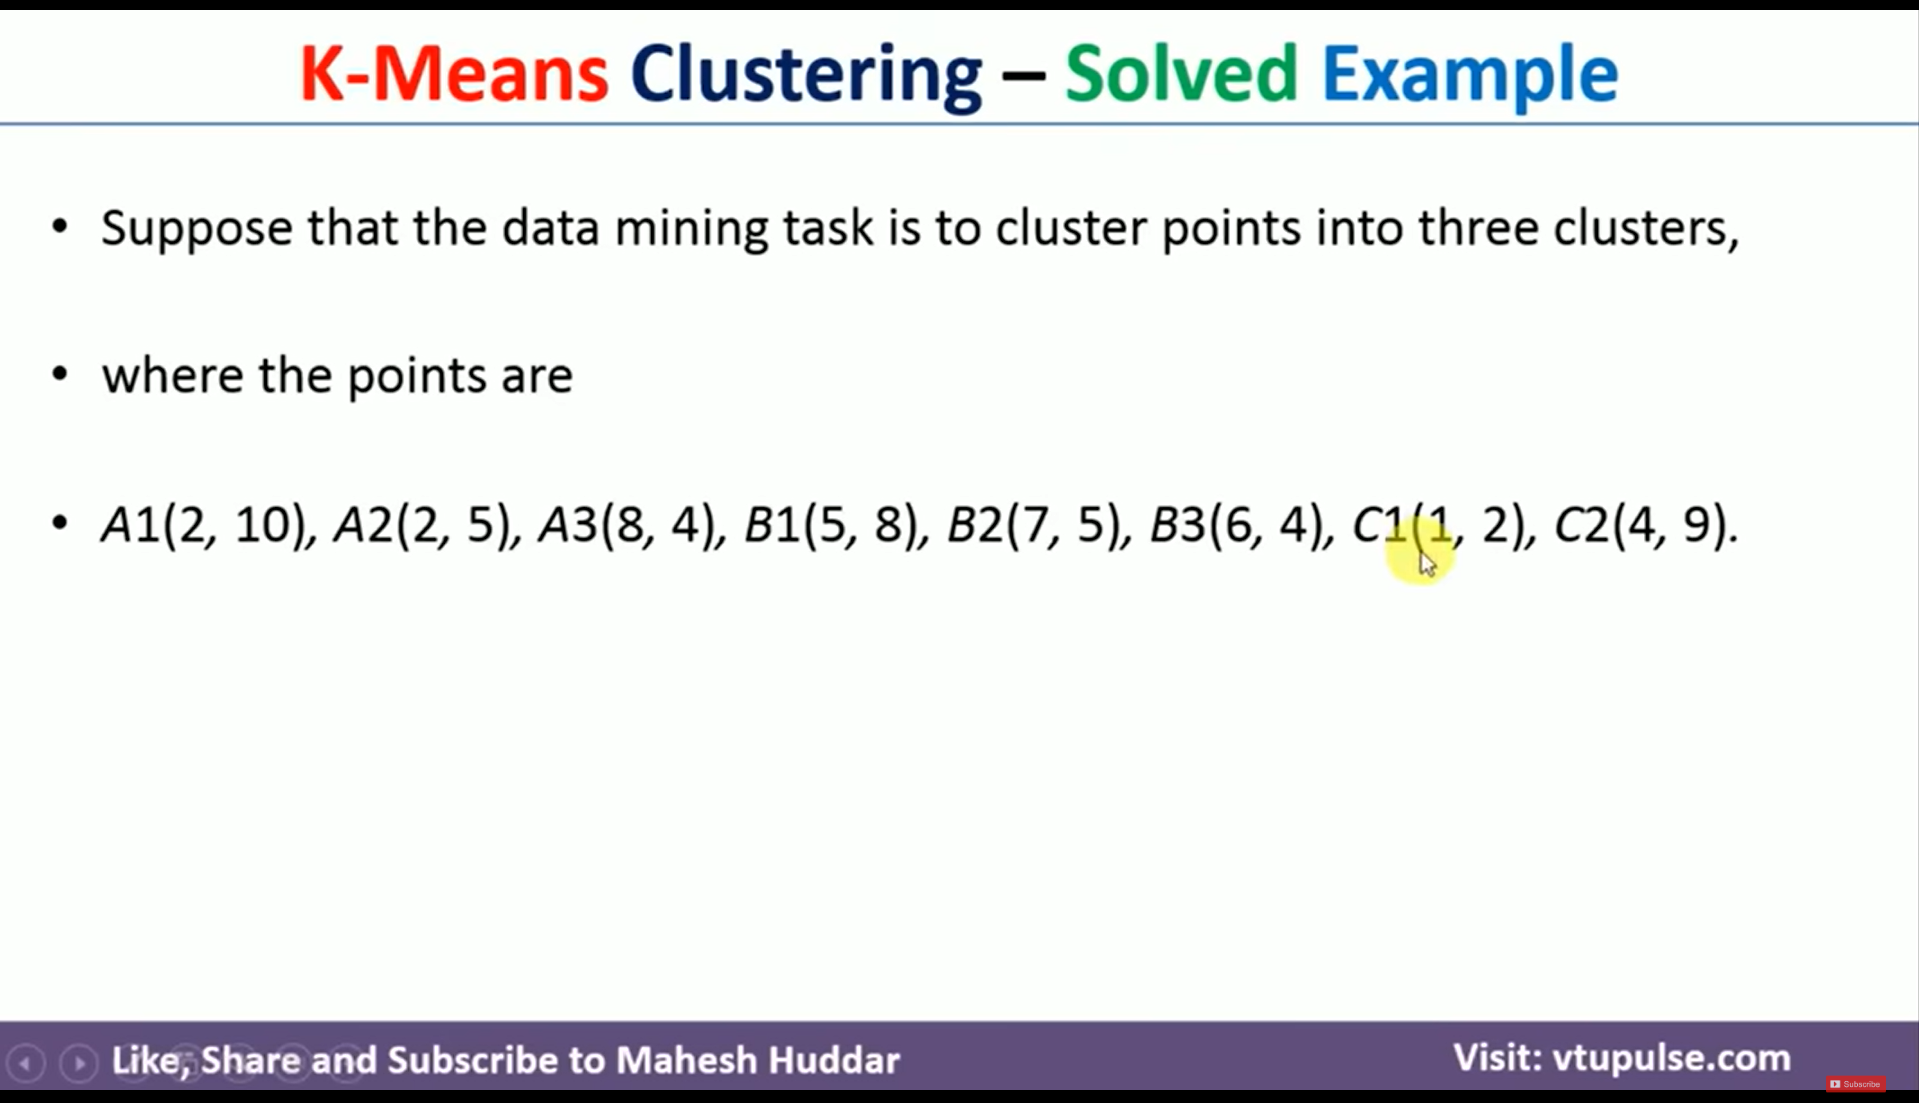 K-Means Clustering – Solved Example
• Suppose that the data mining task is to cluster points into three clusters,
• where the points are
• A1(2, 10), A2(2, 5), A3(8, 4), B1(5, 8), B2(7, 5), B3(6, 4), C1(1, 2), C2(4, 9).
Like, Share and Subscribe to Mahesh Huddar
Visit: vtupulse.com
Subscribe